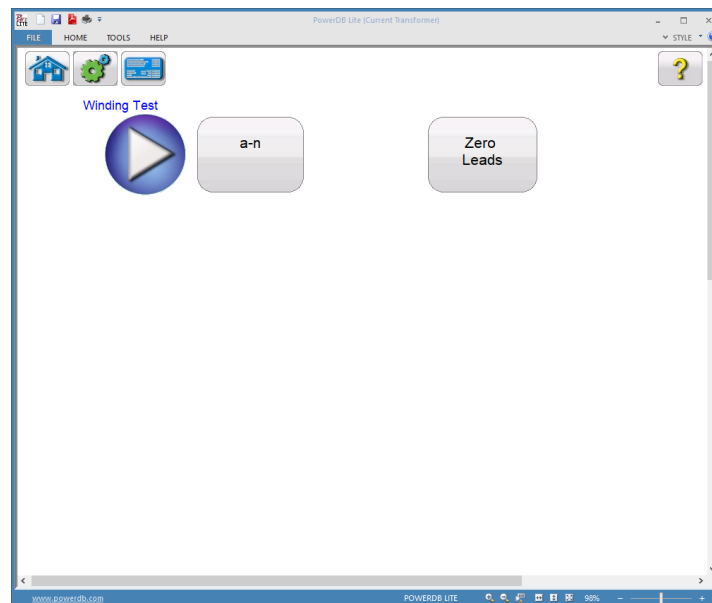 PowerDB Lite (Current Transformer)
FILE HOME TOOLS HELP STYLE
?
Winding Test
a-n
Zero
Leads
www.powerdb.com POWERDB LITE 98%